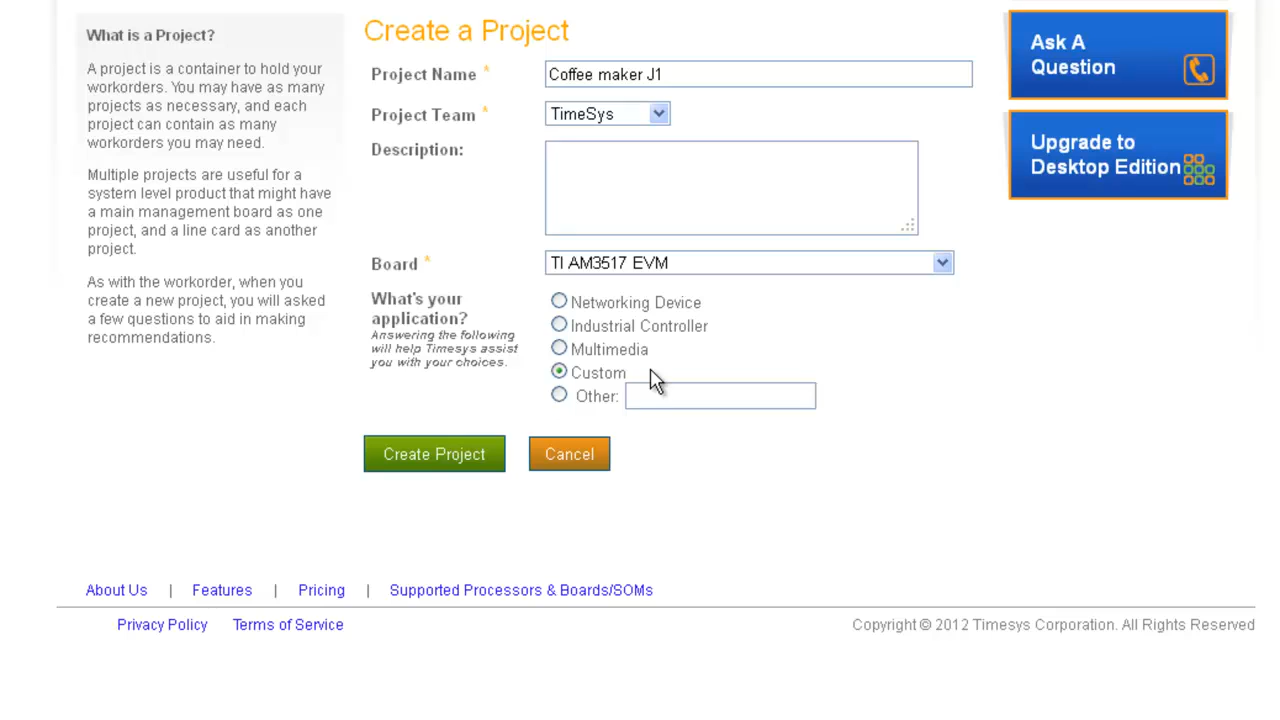 What is a Project?
A project is a container to hold your
workorders. You may have as many
projects as necessary, and each
project can contain as many
workorders you may need.
Multiple projects are useful for a
system level product that might have
a main management board as one
project, and a line card as another
project.
As with the workorder, when you
create a new project, you will asked
a few questions to aid in making
recommendations.
Create a Project
Project Name * Coffee maker J1
Project Team * TimeSys
Description:
Board * TI AM3517 EVM
What's your
application?
Answering the following
will help Timesys assist
you with your choices.
Networking Device
Industrial Controller
Multimedia
Custom
Other:
Create Project Cancel
Ask A
Question
Upgrade to
Desktop Edition
About Us | Features | Pricing | Supported Processors & Boards/SOMs
Privacy Policy Terms of Service Copyright © 2012 Timesys Corporation. All Rights Reserved